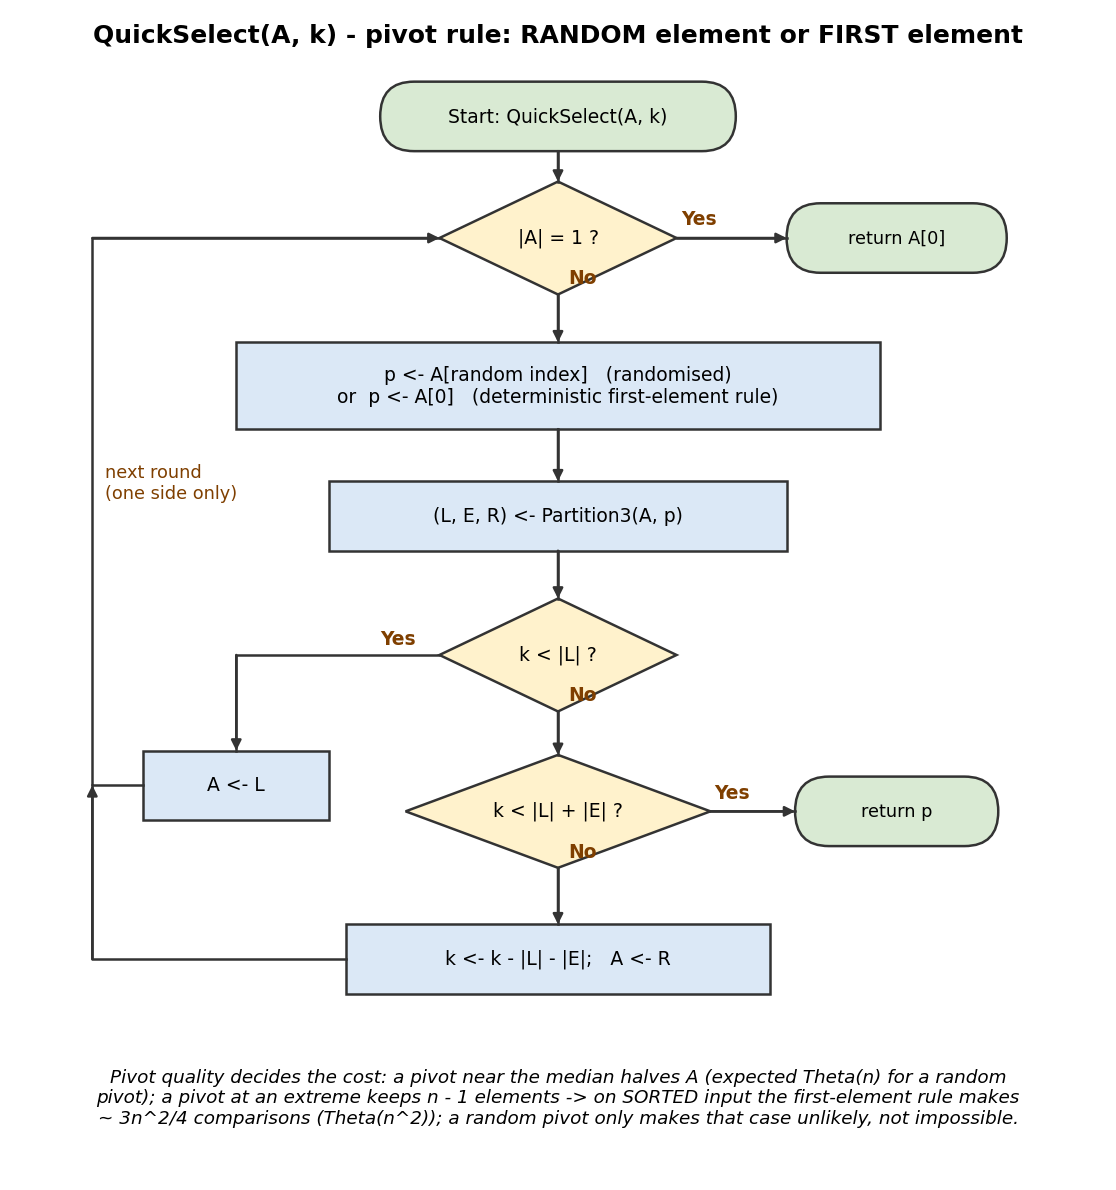 QuickSelect(A, k) - pivot rule: RANDOM element or FIRST element
Start: QuickSelect(A, k)
|A| = 1 ?
Yes
return A[0]
No
p <- A[random index]   (randomised)
or  p <- A[0]   (deterministic first-element rule)
next round
(one side only)
(L, E, R) <- Partition3(A, p)
k < |L| ?
Yes
No
A <- L
k < |L| + |E| ?
Yes
return p
No
k <- k - |L| - |E|;   A <- R
Pivot quality decides the cost: a pivot near the median halves A (expected Theta(n) for a random
pivot); a pivot at an extreme keeps n - 1 elements -> on SORTED input the first-element rule makes
~ 3n^2/4 comparisons (Theta(n^2)); a random pivot only makes that case unlikely, not impossible.